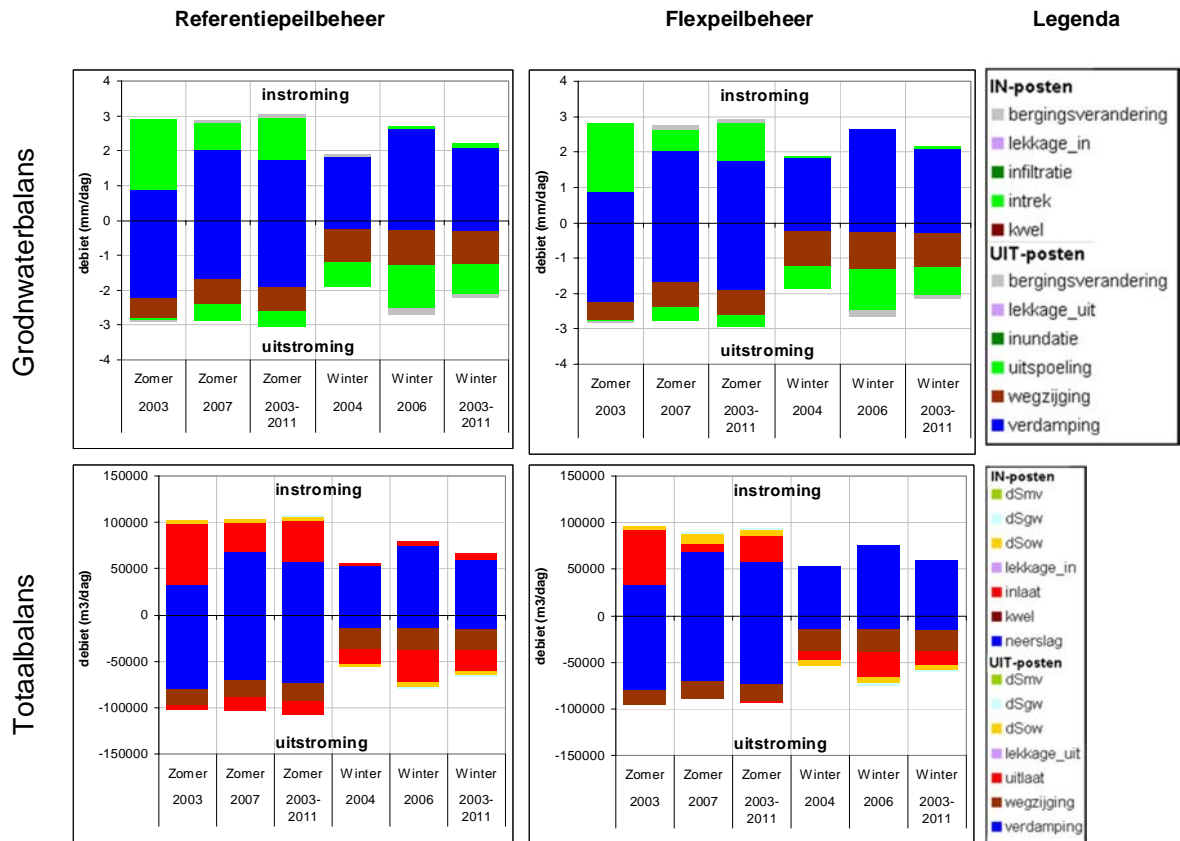 Referentiepeilbeheer
Flexpeilbeheer
Legenda
Grodnwaterbalans
debiet (mm/dag)
4
3
2
1
0
-1
-2
-3
-4
instroming
uitstroming
Zomer Zomer Zomer Winter Winter Winter
2003 2007 2003- 2004 2006 2003-
2011 2011
debiet (mm/dag)
4
3
2
1
0
-1
-2
-3
-4
instroming
uitstroming
Zomer Zomer Zomer Winter Winter Winter
2003 2007 2003- 2004 2006 2003-
2011 2011
IN-posten
bergingsverandering
lekkage_in
infiltratie
intrek
kwel
UIT-posten
bergingsverandering
lekkage_uit
inundatie
uitspoeling
wegzijging
verdamping
Totaalbalans
debiet (m3/dag)
150000
100000
50000
0
-50000
-100000
-150000
instroming
uitstroming
Zomer Zomer Zomer Winter Winter Winter
2003 2007 2003- 2004 2006 2003-
2011 2011
debiet (m3/dag)
150000
100000
50000
0
-50000
-100000
-150000
instroming
uitstroming
Zomer Zomer Zomer Winter Winter Winter
2003 2007 2003- 2004 2006 2003-
2011 2011
IN-posten
dSmv
dSgw
dSow
lekkage_in
inlaat
kwel
neerslag
UIT-posten
dSmv
dSgw
dSow
lekkage_uit
uitlaat
wegzijging
verdamping